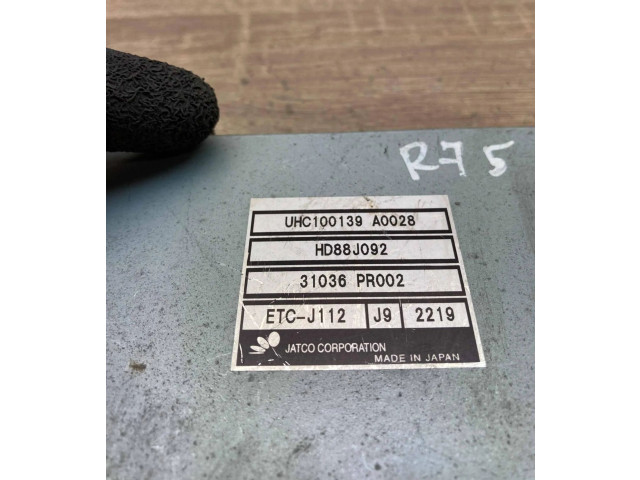 R75
UHC100139 A0028
HD88J092
31036 PR002
ETC-J112 J9 2219
JATCO CORPORATION
MADE IN JAPAN